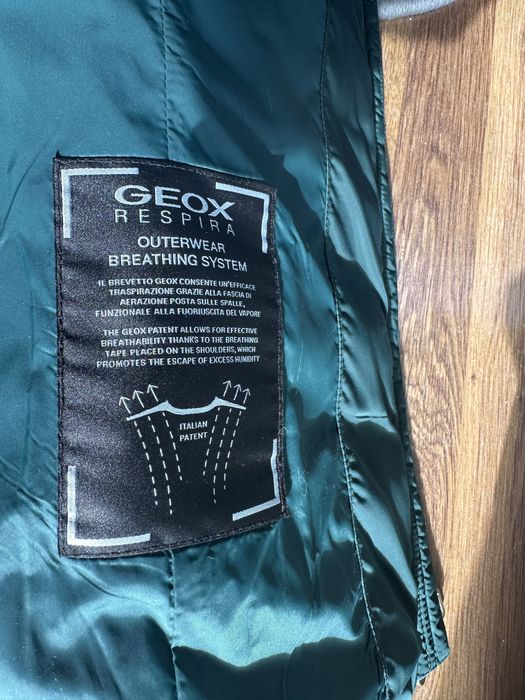 GEOX
RESPIRA
OUTERWEAR
BREATHING SYSTEM
IL BREVETTO GEOX CONSENTE UN'EFFICACE
TRASPIRAZIONE GRAZIE ALLA FASCIA DI
AERAZIONE POSTA SULLE SPALLE,
FUNZIONALE ALLA FUORIUSCITA DEL VAPORE
THE GEOX PATENT ALLOWS FOR EFFECTIVE
BREATHABILITY THANKS TO THE BREATHING
TAPE PLACED ON THE SHOULDERS, WHICH
PROMOTES THE ESCAPE OF EXCESS HUMIDITY
ITALIAN
PATENT